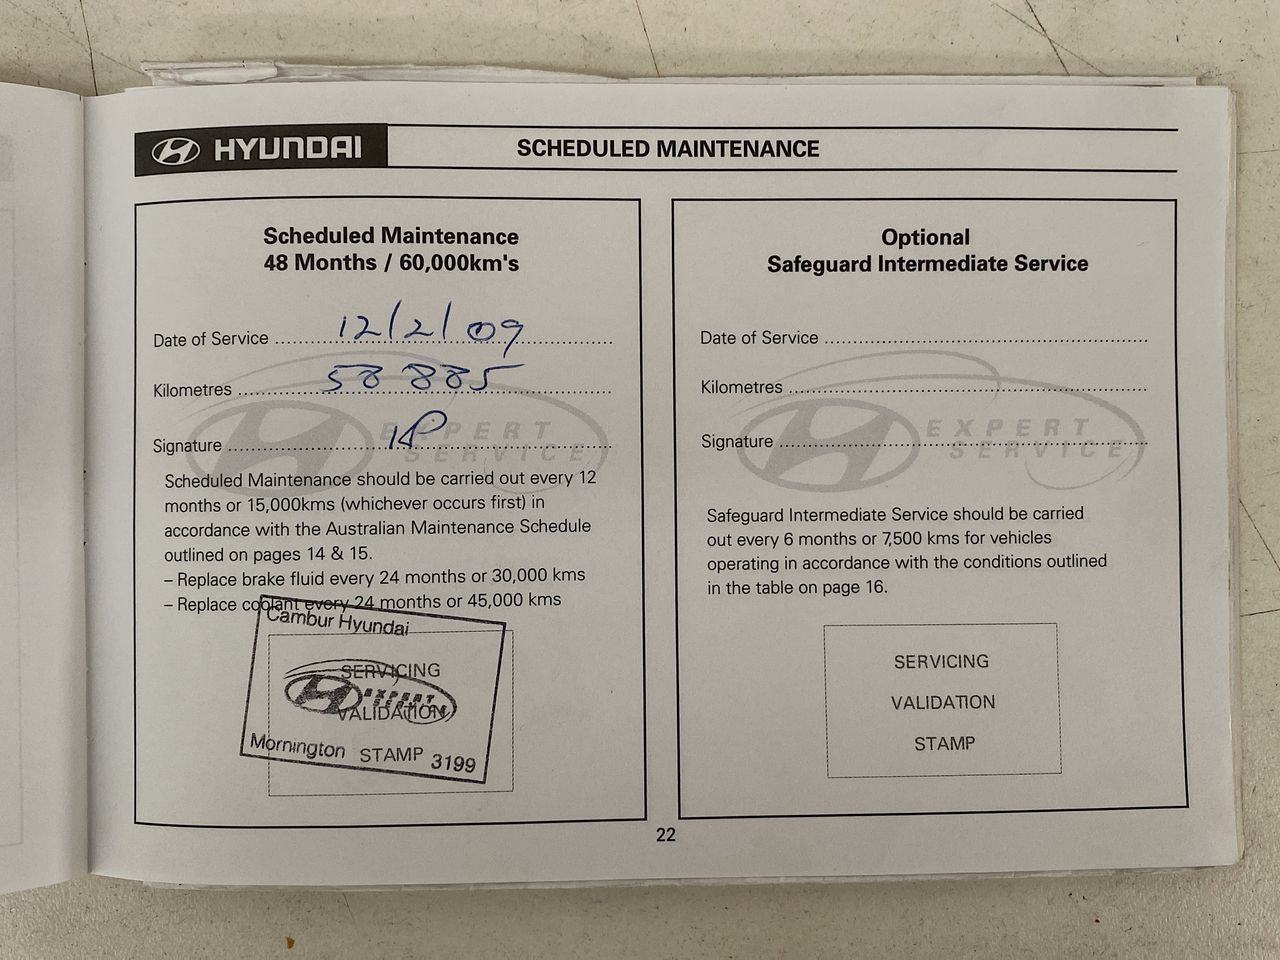 HYUNDAI
SCHEDULED MAINTENANCE
Scheduled Maintenance
48 Months / 60,000km's
Date of Service 12/2/09
Kilometres 58 885
Signature
EXPERT
SERVICE
Scheduled Maintenance should be carried out every 12
months or 15,000kms (whichever occurs first) in
accordance with the Australian Maintenance Schedule
outlined on pages 14 & 15.
– Replace brake fluid every 24 months or 30,000 kms
– Replace coolant every 24 months or 45,000 kms
Cambur Hyundai
SERVICING
EXPERT
SERVICE
VALIDATION
STAMP
Mornington 3199
Optional
Safeguard Intermediate Service
Date of Service
Kilometres
Signature
EXPERT
SERVICE
Safeguard Intermediate Service should be carried
out every 6 months or 7,500 kms for vehicles
operating in accordance with the conditions outlined
in the table on page 16.
SERVICING
VALIDATION
STAMP
22